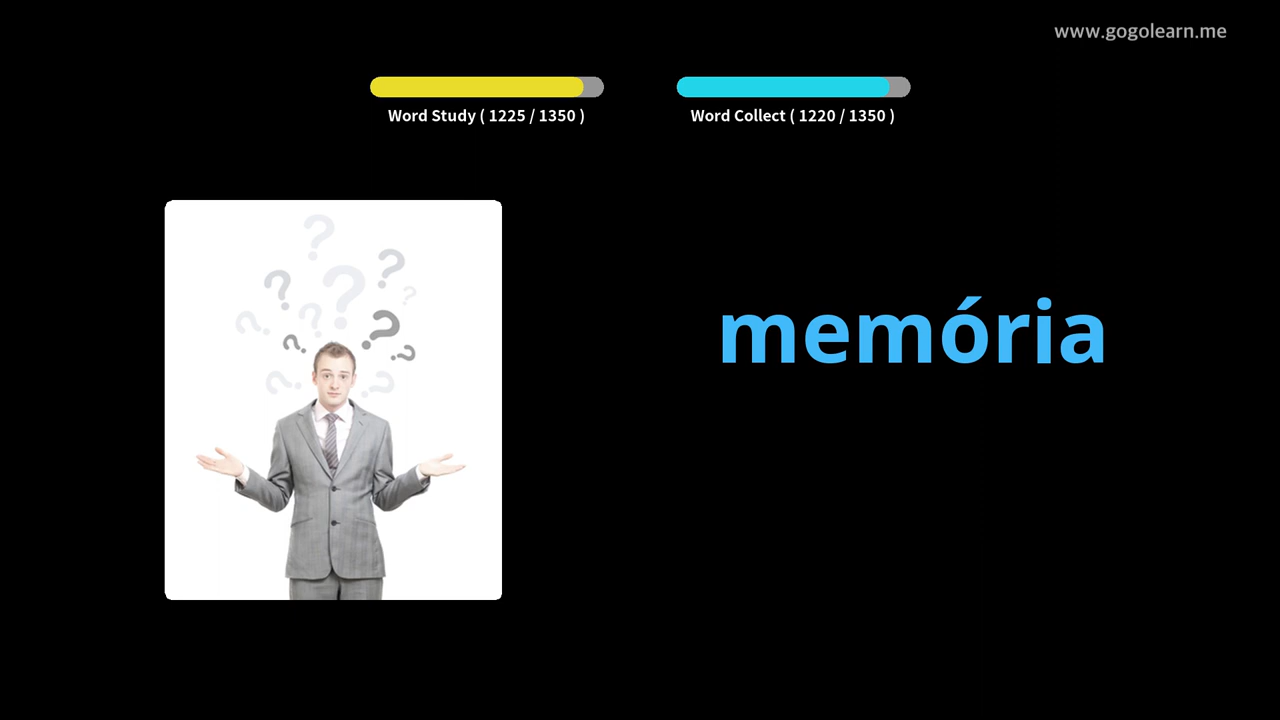 www.gogolearn.me
Word Study ( 1225 / 1350 )
Word Collect ( 1220 / 1350 )
? ? ? ? ? ? ? ? ? ? ? ?
memória